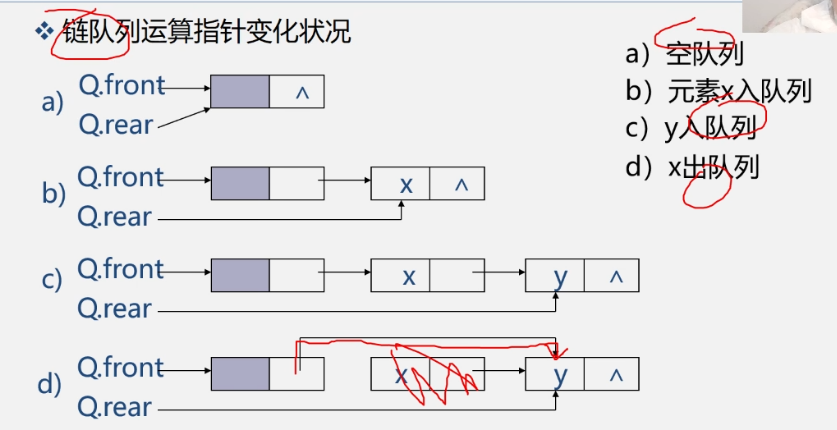 ❖ 链队列运算指针变化状况
a）空队列
b）元素x入队列
c）y入队列
d）x出队列
a) Q.front ∧
Q.rear
b) Q.front x ∧
Q.rear
c) Q.front x y ∧
Q.rear
d) Q.front x y ∧
Q.rear